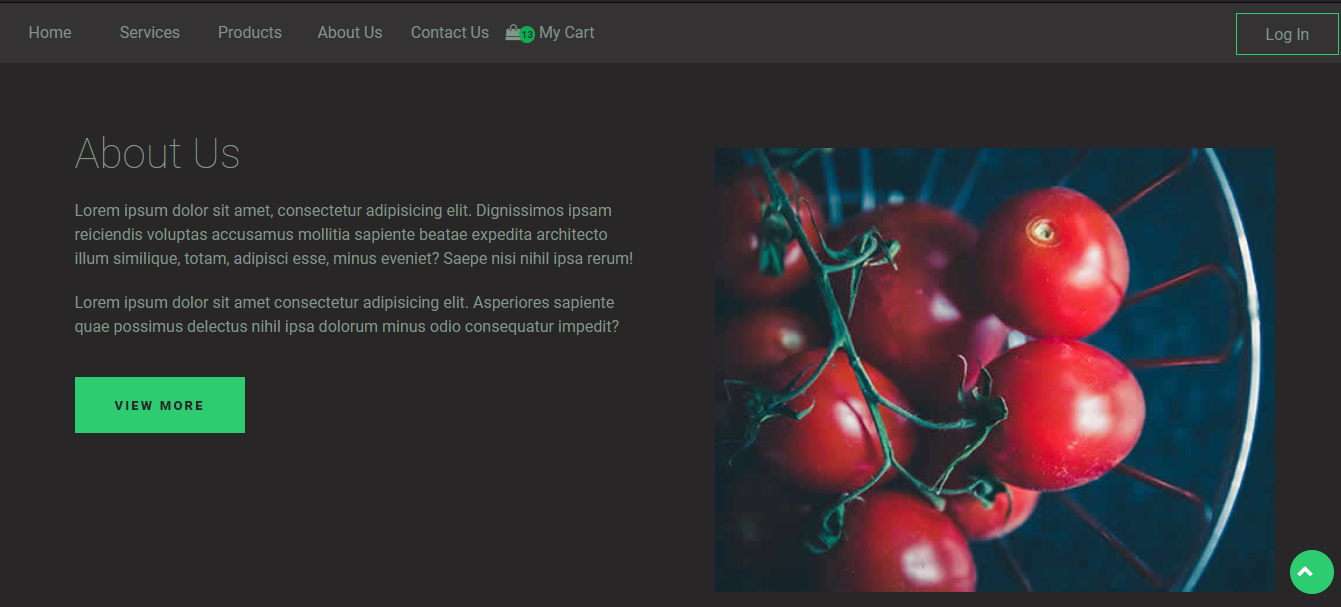 Home Services Products About Us Contact Us 13 My Cart Log In
About Us
Lorem ipsum dolor sit amet, consectetur adipisicing elit. Dignissimos ipsam
reiciendis voluptas accusamus mollitia sapiente beatae expedita architecto
illum similique, totam, adipisci esse, minus eveniet? Saepe nisi nihil ipsa rerum!
Lorem ipsum dolor sit amet consectetur adipisicing elit. Asperiores sapiente
quae possimus delectus nihil ipsa dolorum minus odio consequatur impedit?
VIEW MORE